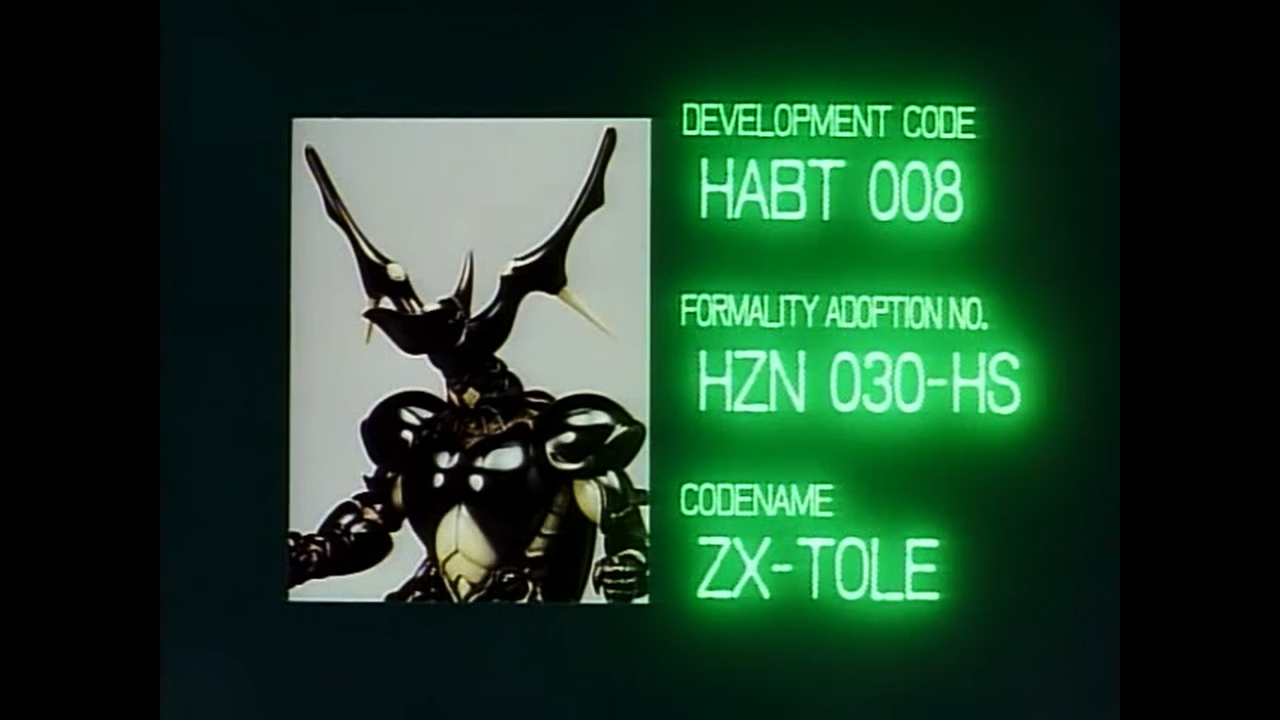 DEVELOPMENT CODE
HABT 008
FORMALITY ADOPTION NO.
HZN 030-HS
CODENAME
ZX-TOLE